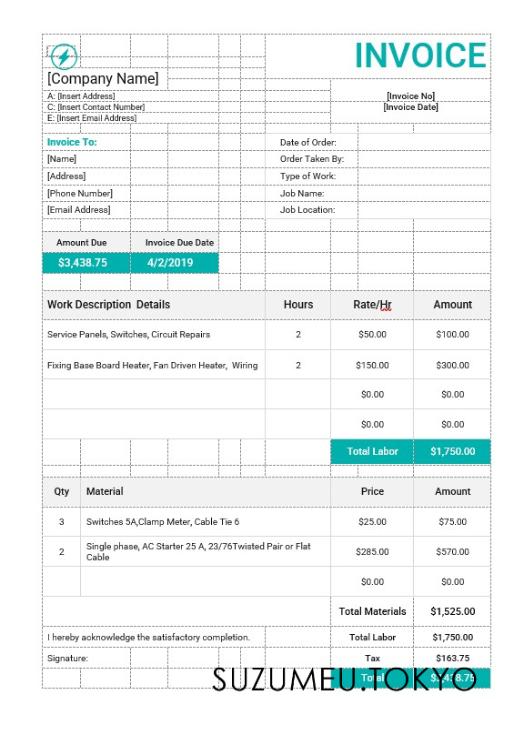 INVOICE
[Company Name]
A: [Insert Address]
C: [Insert Contact Number]
E: [Insert Email Address]
[Invoice No]
[Invoice Date]
Invoice To:
Date of Order:
[Name]
Order Taken By:
[Address]
Type of Work:
[Phone Number]
Job Name:
[Email Address]
Job Location:
Amount Due Invoice Due Date
$3,438.75 4/2/2019
Work Description Details Hours Rate/Hr Amount
Service Panels, Switches, Circuit Repairs 2 $50.00 $100.00
Fixing Base Board Heater, Fan Driven Heater, Wiring 2 $150.00 $300.00
$0.00 $0.00
$0.00 $0.00
Total Labor $1,750.00
Qty Material Price Amount
3 Switches 5A,Clamp Meter, Cable Tie 6 $25.00 $75.00
2 Single phase, AC Starter 25 A, 23/76Twisted Pair or Flat
Cable $285.00 $570.00
$0.00 $0.00
Total Materials $1,525.00
I hereby acknowledge the satisfactory completion. Total Labor $1,750.00
Signature: Tax $163.75
Total $3,438.75
SUZUMEU.TOKYO